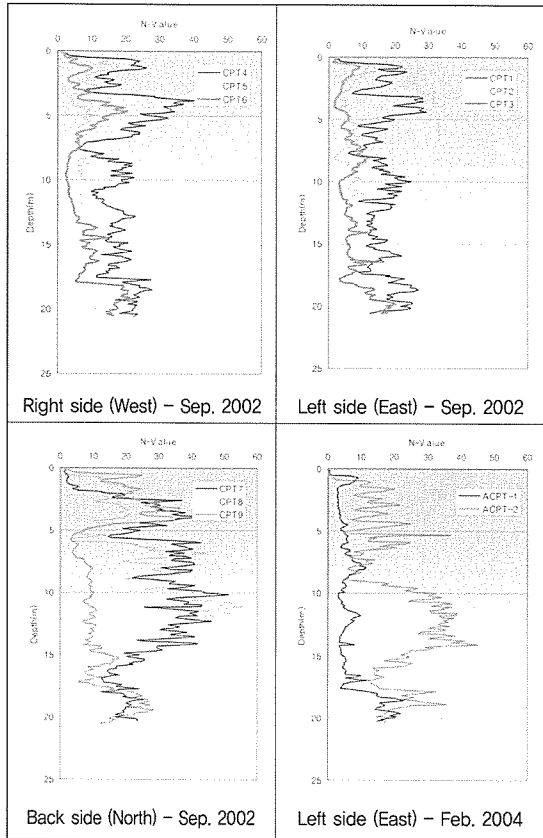 N-Value
0 10 20 30 40 50 60
0
5
10
15
20
25
Depth(m)
CPT4
CPT5
CPT6
Right side (West) – Sep. 2002
N-Value
0 10 20 30 40 50 60
0
5
10
15
20
25
Depth(m)
CPT1
CPT2
CPT3
Left side (East) – Sep. 2002
N-Value
0 10 20 30 40 50 60
0
5
10
15
20
25
Depth(m)
CPT7
CPT8
CPT9
Back side (North) – Sep. 2002
N-Value
0 10 20 30 40 50 60
0
5
10
15
20
25
Depth(m)
ACPT-1
ACPT-2
Left side (East) – Feb. 2004